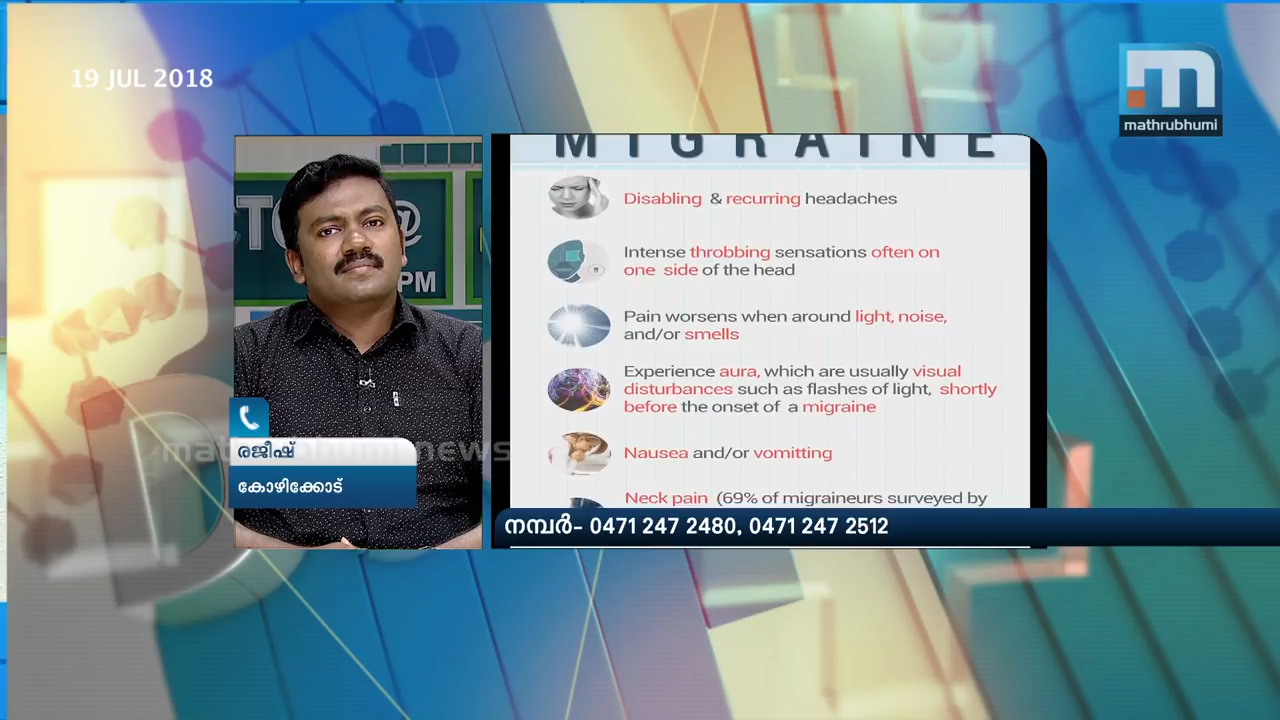 19 JUL 2018
mathrubhumi
MIGRAINE
Disabling & recurring headaches
Intense throbbing sensations often on
one side of the head
Pain worsens when around light, noise,
and/or smells
Experience aura, which are usually visual
disturbances such as flashes of light, shortly
before the onset of a migraine
Nausea and/or vomitting
Neck pain (69% of migraineurs surveyed by
@
PM
mathrubhumi news
രജീഷ്
കോഴിക്കോട്
നമ്പർ- 0471 247 2480, 0471 247 2512